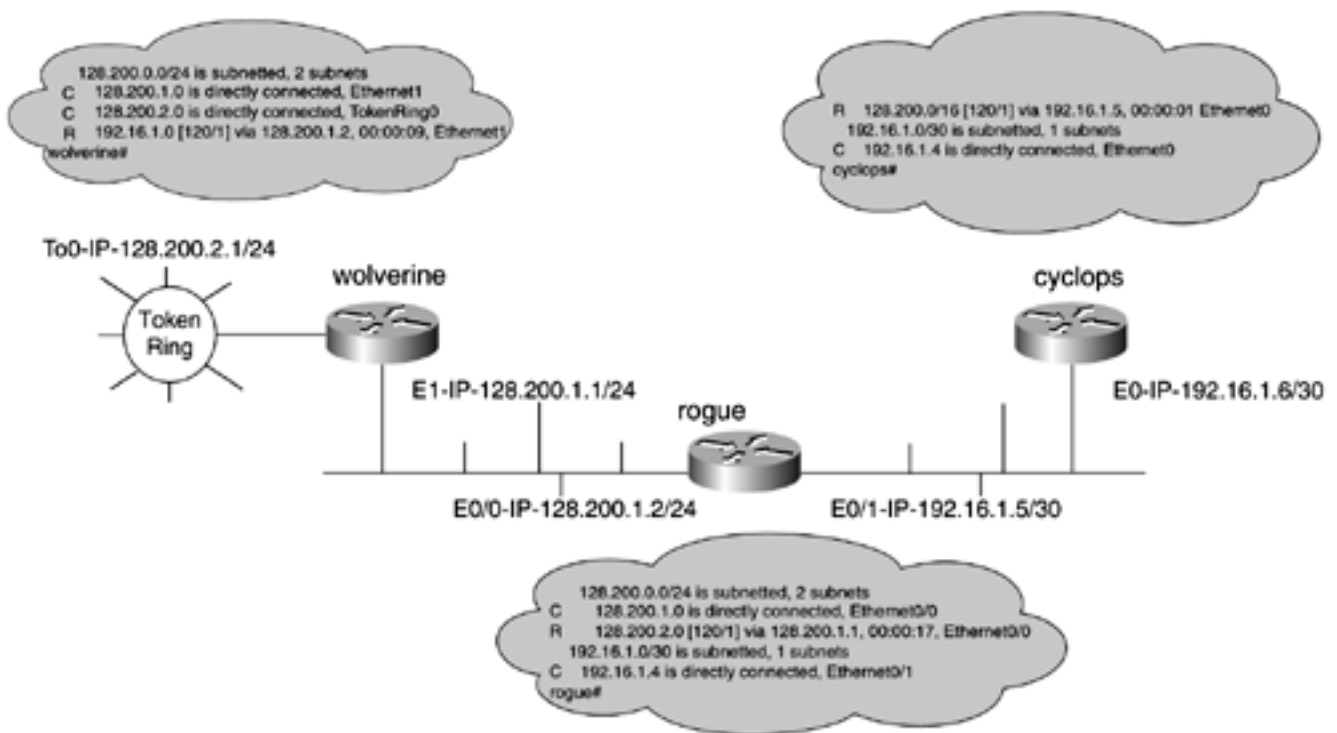 128.200.0.0/24 is subnetted, 2 subnets
C 128.200.1.0 is directly connected, Ethernet1
C 128.200.2.0 is directly connected, TokenRing0
R 192.16.1.0 [120/1] via 128.200.1.2, 00:00:09, Ethernet1
wolverine#
R 128.200.0/16 [120/1] via 192.16.1.5, 00:00:01 Ethernet0
192.16.1.0/30 is subnetted, 1 subnets
C 192.16.1.4 is directly connected, Ethernet0
cyclops#
To0-IP-128.200.2.1/24
wolverine
cyclops
Token
Ring
E1-IP-128.200.1.1/24
rogue
E0-IP-192.16.1.6/30
E0/0-IP-128.200.1.2/24
E0/1-IP-192.16.1.5/30
128.200.0.0/24 is subnetted, 2 subnets
C 128.200.1.0 is directly connected, Ethernet0/0
R 128.200.2.0 [120/1] via 128.200.1.1, 00:00:17, Ethernet0/0
192.16.1.0/30 is subnetted, 1 subnets
C 192.16.1.4 is directly connected, Ethernet0/1
rogue#